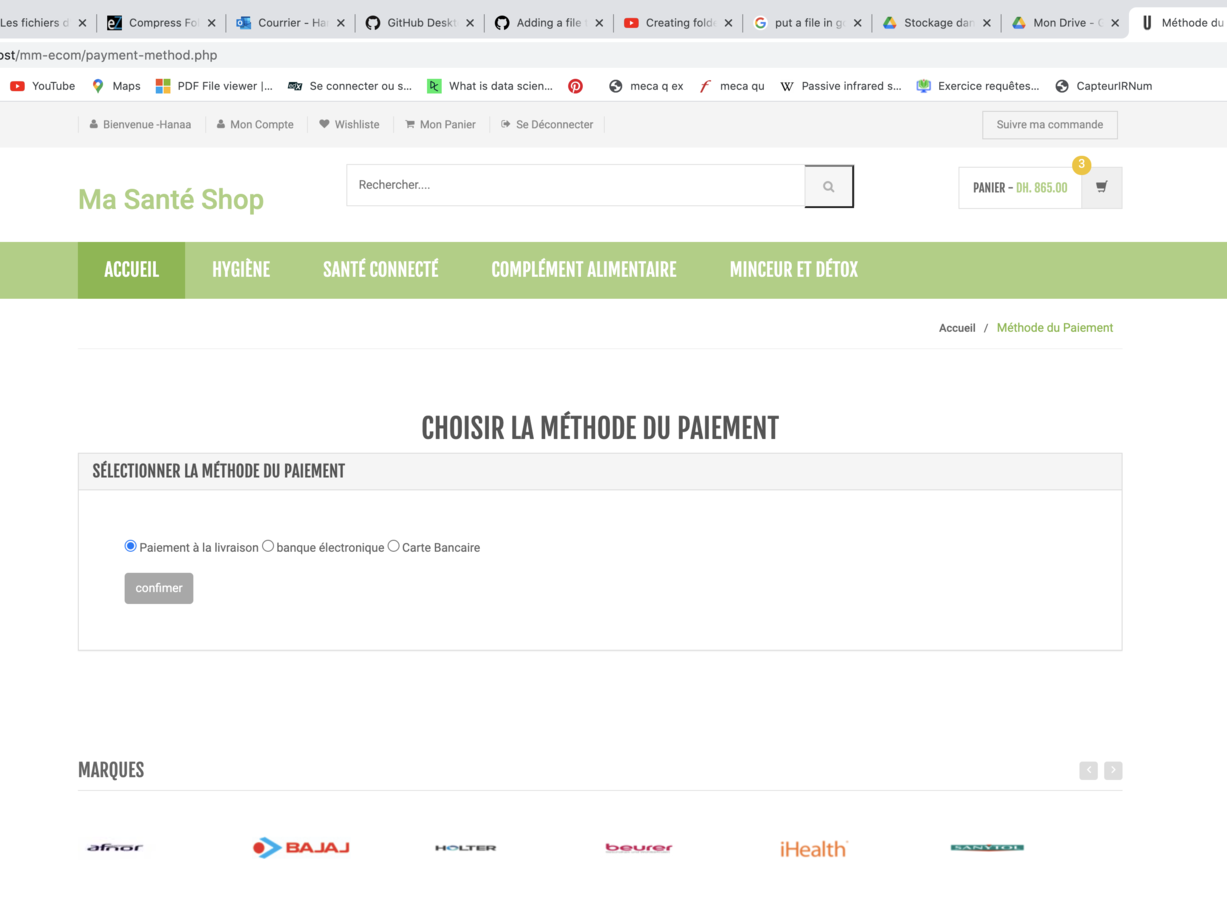 Les fichiers d
Compress Fol
Courrier - Han
GitHub Deskt
Adding a file t
Creating folde
put a file in g
Stockage dan
Mon Drive - G
Méthode du
ost/mm-ecom/payment-method.php
YouTube
Maps
PDF File viewer |...
Se connecter ou s...
What is data scien...
meca q ex
meca qu
Passive infrared s...
Exercice requêtes...
CapteurIRNum
Bienvenue -Hanaa
Mon Compte
Wishliste
Mon Panier
Se Déconnecter
Suivre ma commande
Ma Santé Shop
Rechercher....
3
PANIER - DH. 865.00
ACCUEIL
HYGIÈNE
SANTÉ CONNECTÉ
COMPLÉMENT ALIMENTAIRE
MINCEUR ET DÉTOX
Accueil / Méthode du Paiement
CHOISIR LA MÉTHODE DU PAIEMENT
SÉLECTIONNER LA MÉTHODE DU PAIEMENT
Paiement à la livraison banque électronique Carte Bancaire
confimer
MARQUES
afnor
BAJAJ
HOLTER
beurer
iHealth
SANYTOL